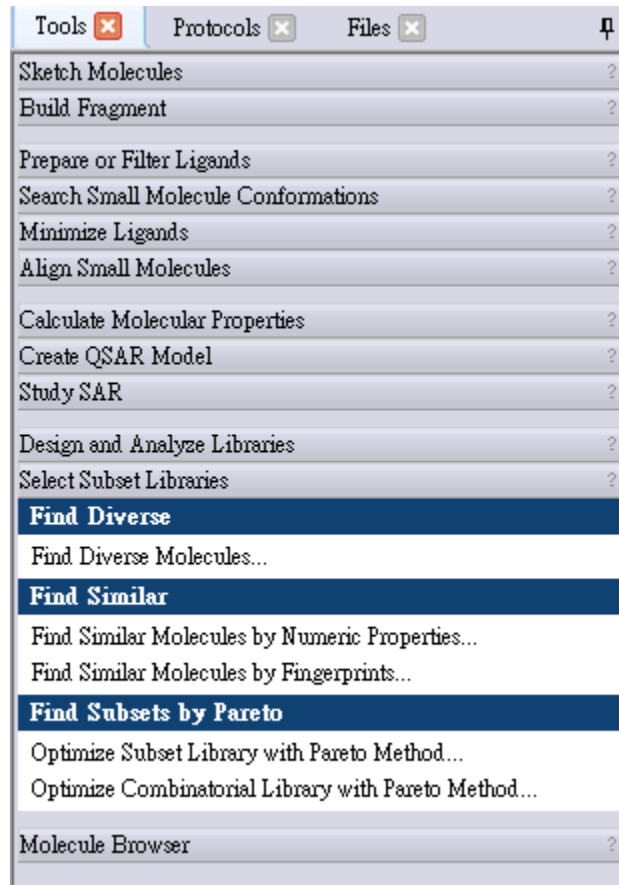 Tools Protocols Files
Sketch Molecules ?
Build Fragment ?
Prepare or Filter Ligands ?
Search Small Molecule Conformations ?
Minimize Ligands ?
Align Small Molecules ?
Calculate Molecular Properties ?
Create QSAR Model ?
Study SAR ?
Design and Analyze Libraries ?
Select Subset Libraries ?
Find Diverse
Find Diverse Molecules...
Find Similar
Find Similar Molecules by Numeric Properties...
Find Similar Molecules by Fingerprints...
Find Subsets by Pareto
Optimize Subset Library with Pareto Method...
Optimize Combinatorial Library with Pareto Method...
Molecule Browser ?